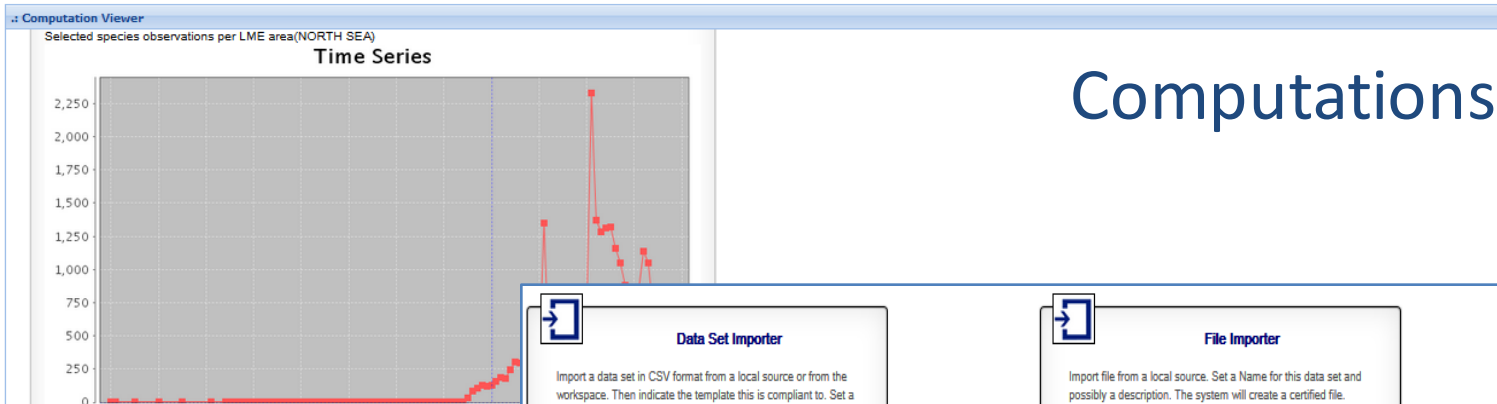 .: Computation Viewer
Selected species observations per LME area(NORTH SEA)
Time Series
Computations
2,250
2,000
1,750
1,500
1,250
1,000
750
500
250
0
Data Set Importer
Import a data set in CSV format from a local source or from the
workspace. Then indicate the template this is compliant to. Set a
File Importer
Import file from a local source. Set a Name for this data set and
possibly a description. The system will create a certified file.